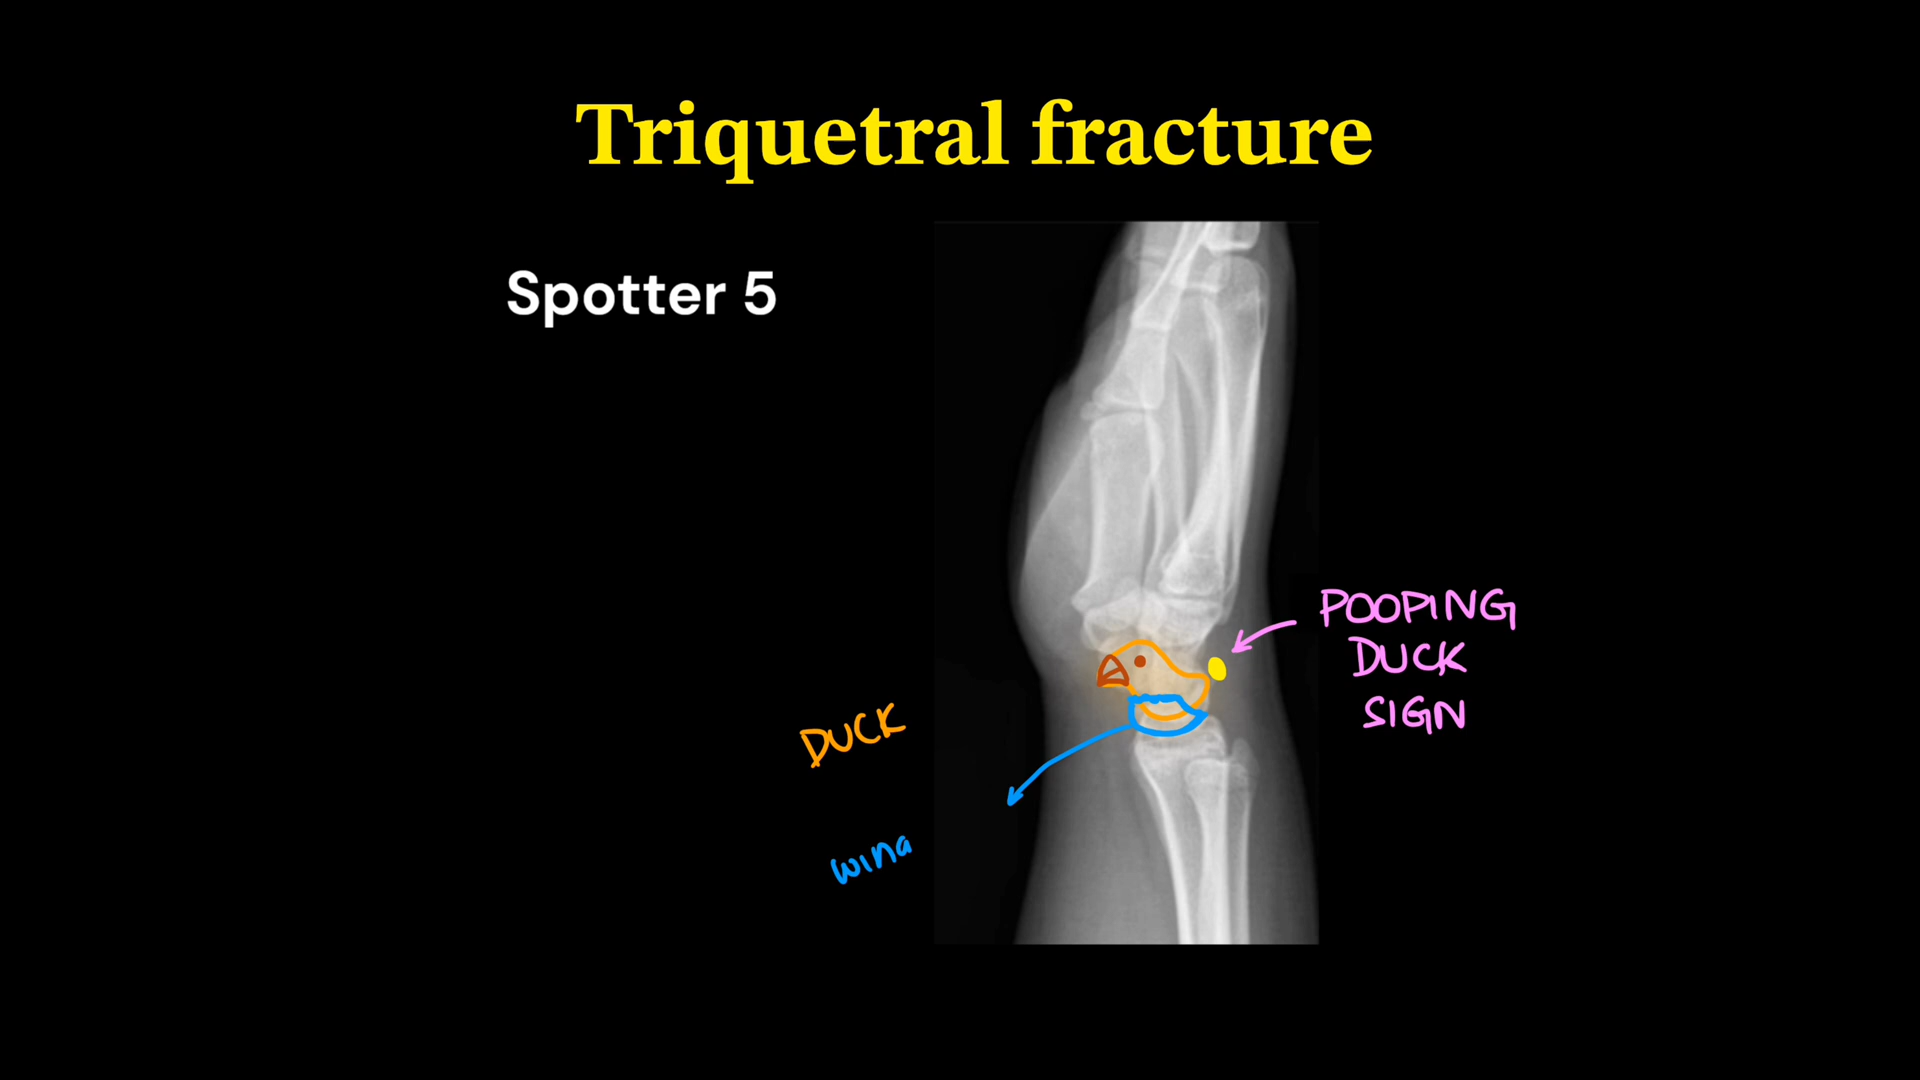 Triquetral fracture
Spotter 5
POOPING
DUCK
SIGN
DUCK
wina